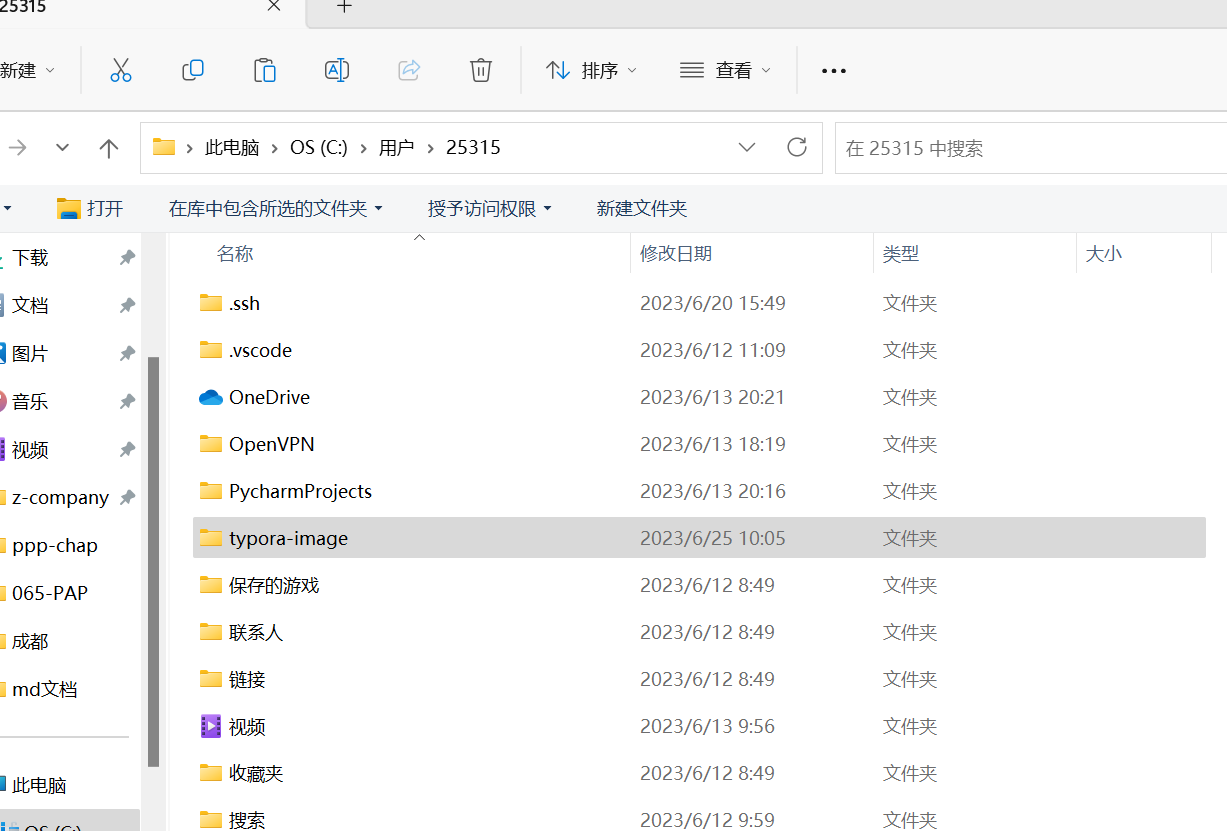 25315
新建
排序
查看
此电脑 OS (C:) 用户 25315
在 25315 中搜索
打开 在库中包含所选的文件夹 授予访问权限 新建文件夹
下载
文档
图片
音乐
视频
z-company
ppp-chap
065-PAP
成都
md文档
此电脑
OS (C:)
名称 修改日期 类型 大小
.ssh 2023/6/20 15:49 文件夹
.vscode 2023/6/12 11:09 文件夹
OneDrive 2023/6/13 20:21 文件夹
OpenVPN 2023/6/13 18:19 文件夹
PycharmProjects 2023/6/13 20:16 文件夹
typora-image 2023/6/25 10:05 文件夹
保存的游戏 2023/6/12 8:49 文件夹
联系人 2023/6/12 8:49 文件夹
链接 2023/6/12 8:49 文件夹
视频 2023/6/13 9:56 文件夹
收藏夹 2023/6/12 8:49 文件夹
搜索 2023/6/12 9:59 文件夹